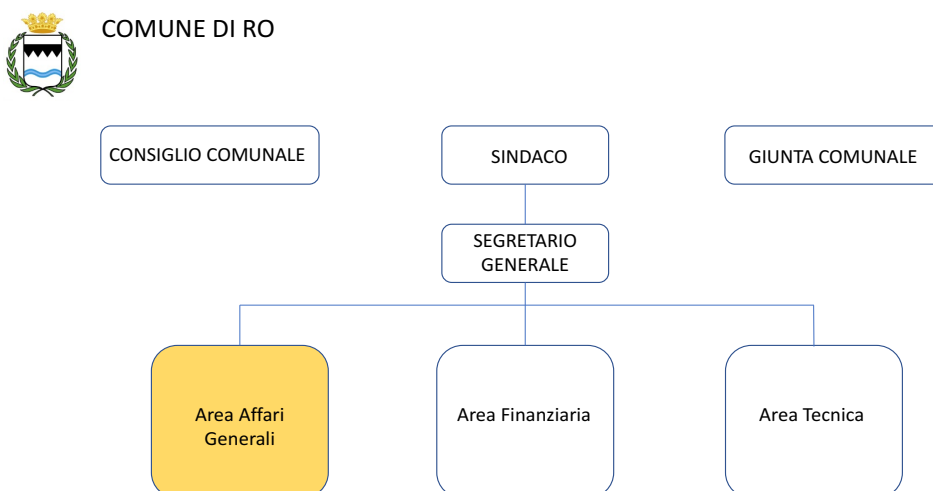 COMUNE DI RO
CONSIGLIO COMUNALE
SINDACO
GIUNTA COMUNALE
SEGRETARIO
GENERALE
Area Affari
Generali
Area Finanziaria
Area Tecnica